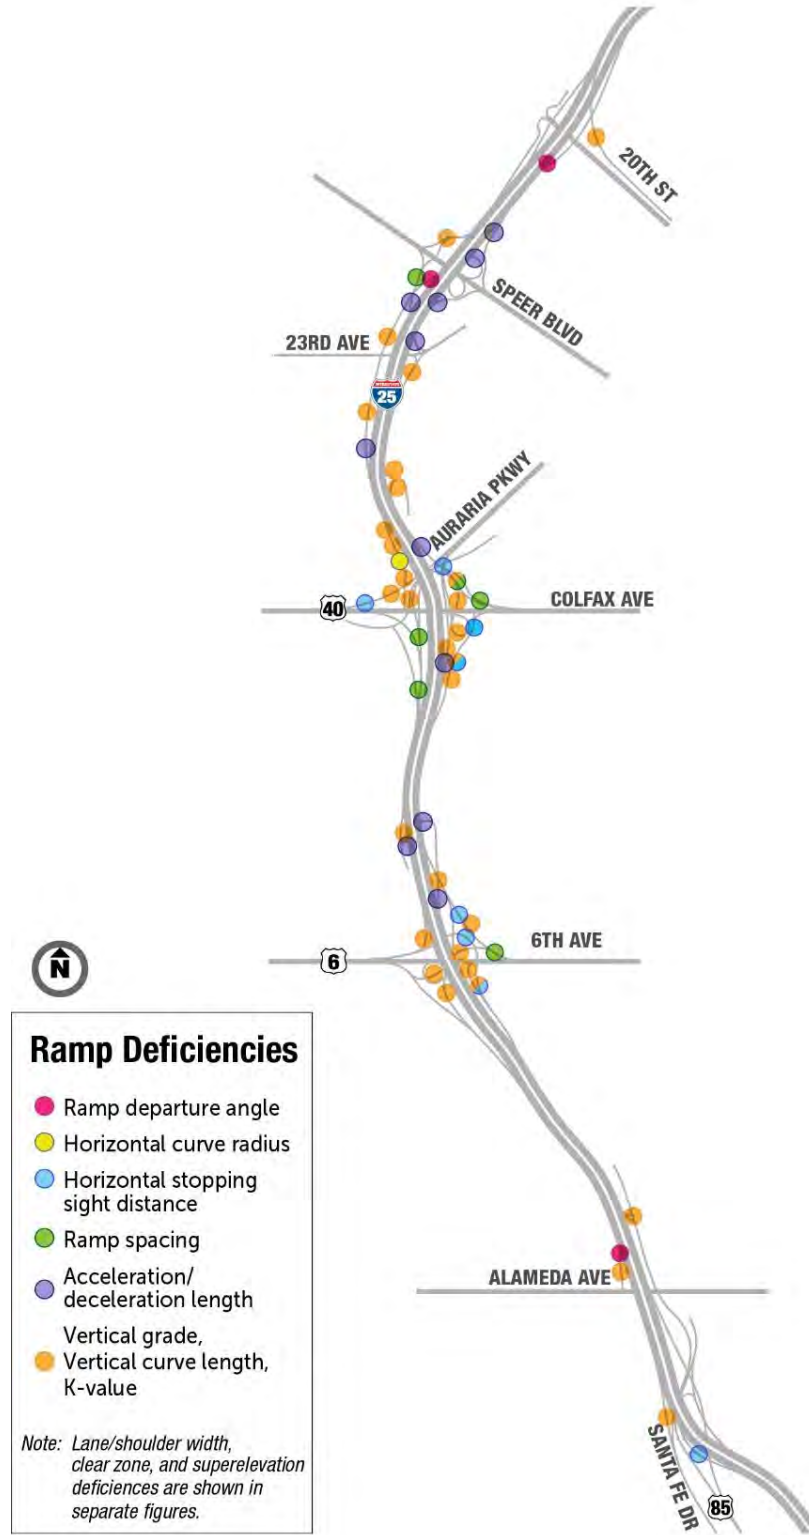 20TH ST
SPEER BLVD
23RD AVE
INTERSTATE
25
AURARIA PKWY
40
COLFAX AVE
6
6TH AVE
N
Ramp Deficiencies
Ramp departure angle
Horizontal curve radius
Horizontal stopping
sight distance
Ramp spacing
Acceleration/
deceleration length
Vertical grade,
Vertical curve length,
K-value
Note: Lane/shoulder width,
clear zone, and superelevation
deficiences are shown in
separate figures.
ALAMEDA AVE
SANTA FE DR
85